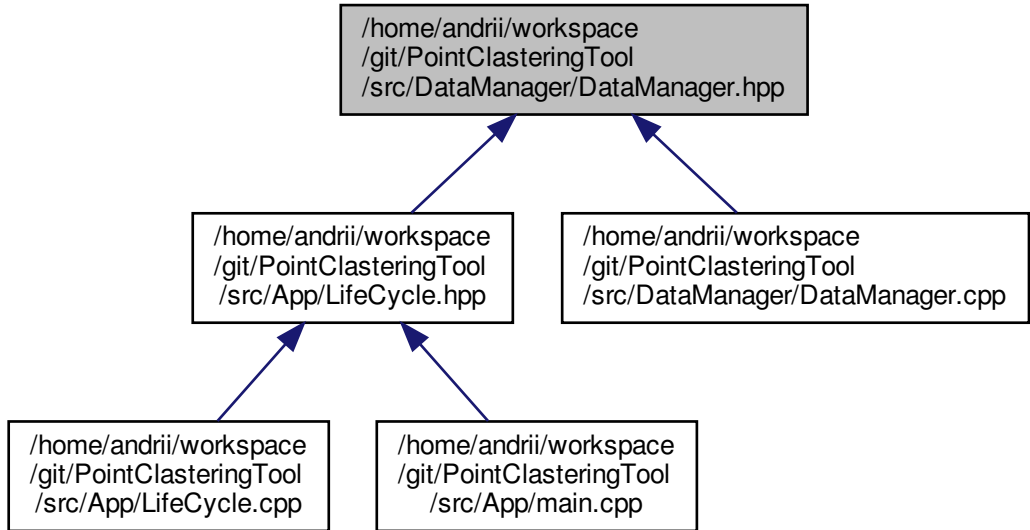 /home/andrii/workspace
/git/PointClasteringTool
/src/DataManager/DataManager.hpp
/home/andrii/workspace
/git/PointClasteringTool
/src/App/LifeCycle.hpp
/home/andrii/workspace
/git/PointClasteringTool
/src/DataManager/DataManager.cpp
/home/andrii/workspace
/git/PointClasteringTool
/src/App/LifeCycle.cpp
/home/andrii/workspace
/git/PointClasteringTool
/src/App/main.cpp